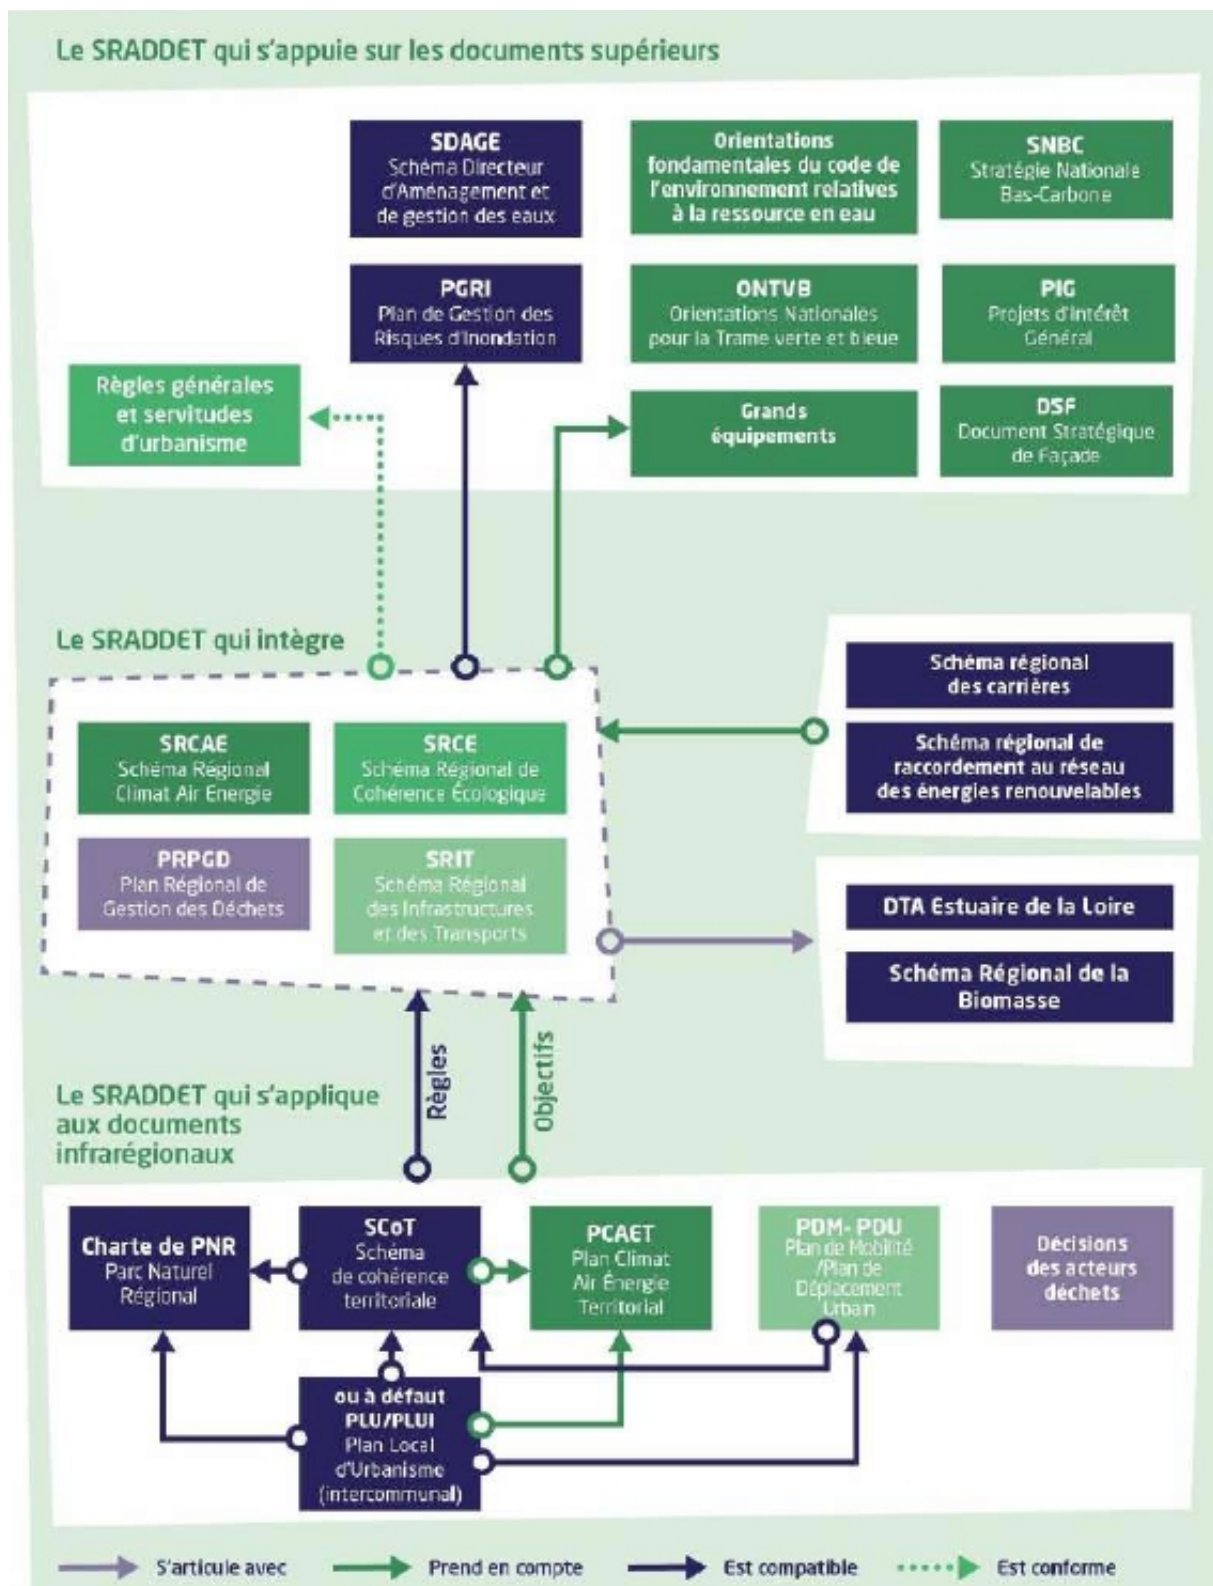 Le SRADDET qui s'appuie sur les documents supérieurs
SDAGE
Schéma Directeur
d'Aménagement et
de gestion des eaux
Orientations
fondamentales du code de
l'environnement relatives
à la ressource en eau
SNBC
Stratégie Nationale
Bas-Carbone
PGRI
Plan de Gestion des
Risques d'Inondation
ONTVB
Orientations Nationales
pour la Trame verte et bleue
PIG
Projets d'Intérêt
Général
Règles générales
et servitudes
d'urbanisme
Grands
équipements
DSF
Document Stratégique
de Façade
Le SRADDET qui intègre
SRCAE
Schéma Régional
Climat Air Energie
SRCE
Schéma Régional de
Cohérence Écologique
PRPGD
Plan Régional de
Gestion des Déchets
SRIT
Schéma Régional
des Infrastructures
et des Transports
Schéma régional
des carrières
Schéma régional de
raccordement au réseau
des énergies renouvelables
DTA Estuaire de la Loire
Schéma Régional de la
Biomasse
Règles
Objectifs
Le SRADDET qui s'applique
aux documents
infrarégionaux
Charte de PNR
Parc Naturel
Régional
SCoT
Schéma
de cohérence
territoriale
PCAET
Plan Climat
Air Énergie
Territorial
PDM- PDU
Plan de Mobilité
/Plan de
Déplacement
Urbain
Décisions
des acteurs
déchets
ou à défaut
PLU/PLUI
Plan Local
d'Urbanisme
(intercommunal)
S'articule avec
Prend en compte
Est compatible
Est conforme